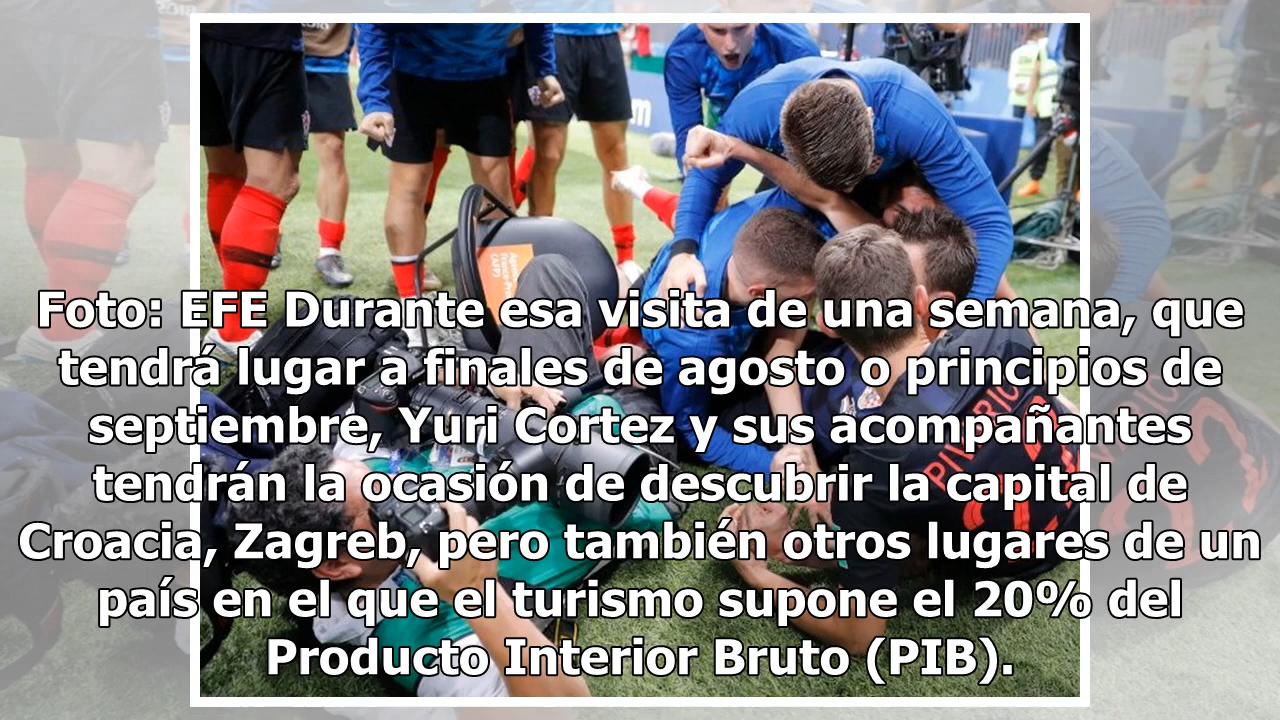 Foto: EFE Durante esa visita de una semana, que
tendrá lugar a finales de agosto o principios de
septiembre, Yuri Cortez y sus acompañantes
tendrán la ocasión de descubrir la capital de
Croacia, Zagreb, pero también otros lugares de un
país en el que el turismo supone el 20% del
Producto Interior Bruto (PIB).
PIVARIC
22